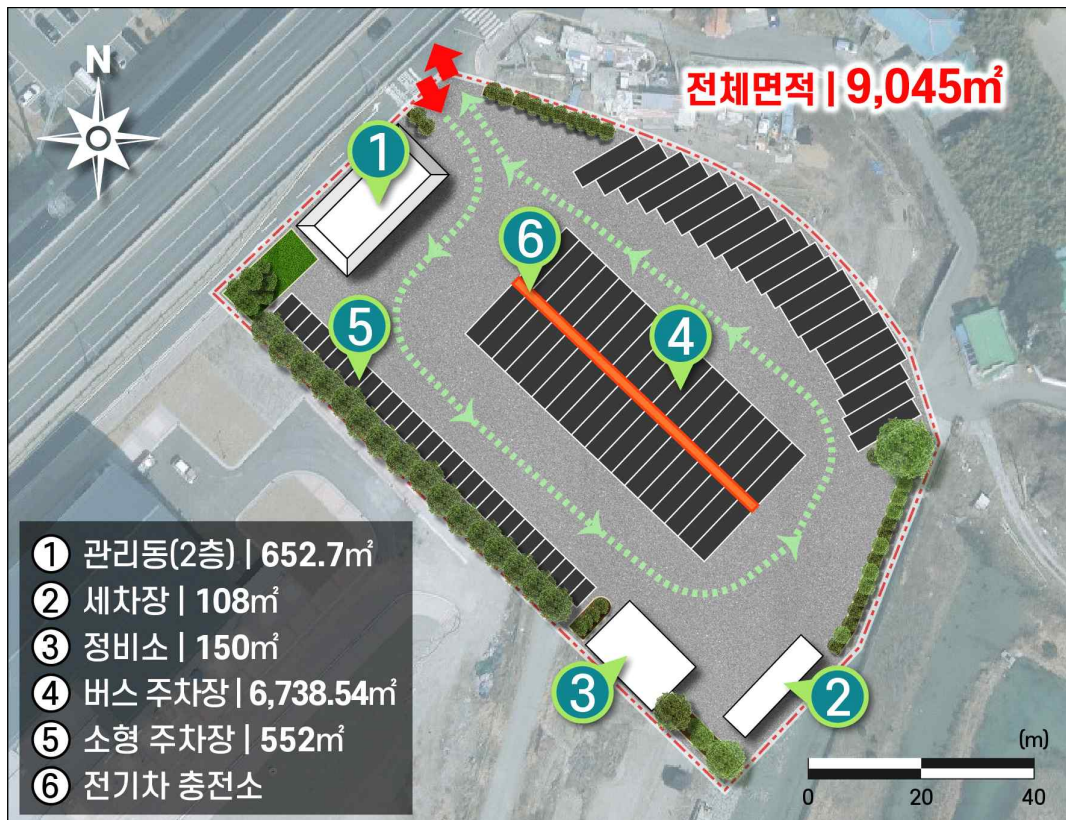 N
전체면적 | 9,045㎡
1
6
5
4
3
2
① 관리동(2층) | 652.7㎡
② 세차장 | 108㎡
③ 정비소 | 150㎡
④ 버스 주차장 | 6,738.54㎡
⑤ 소형 주차장 | 552㎡
⑥ 전기차 충전소
(m)
0 20 40